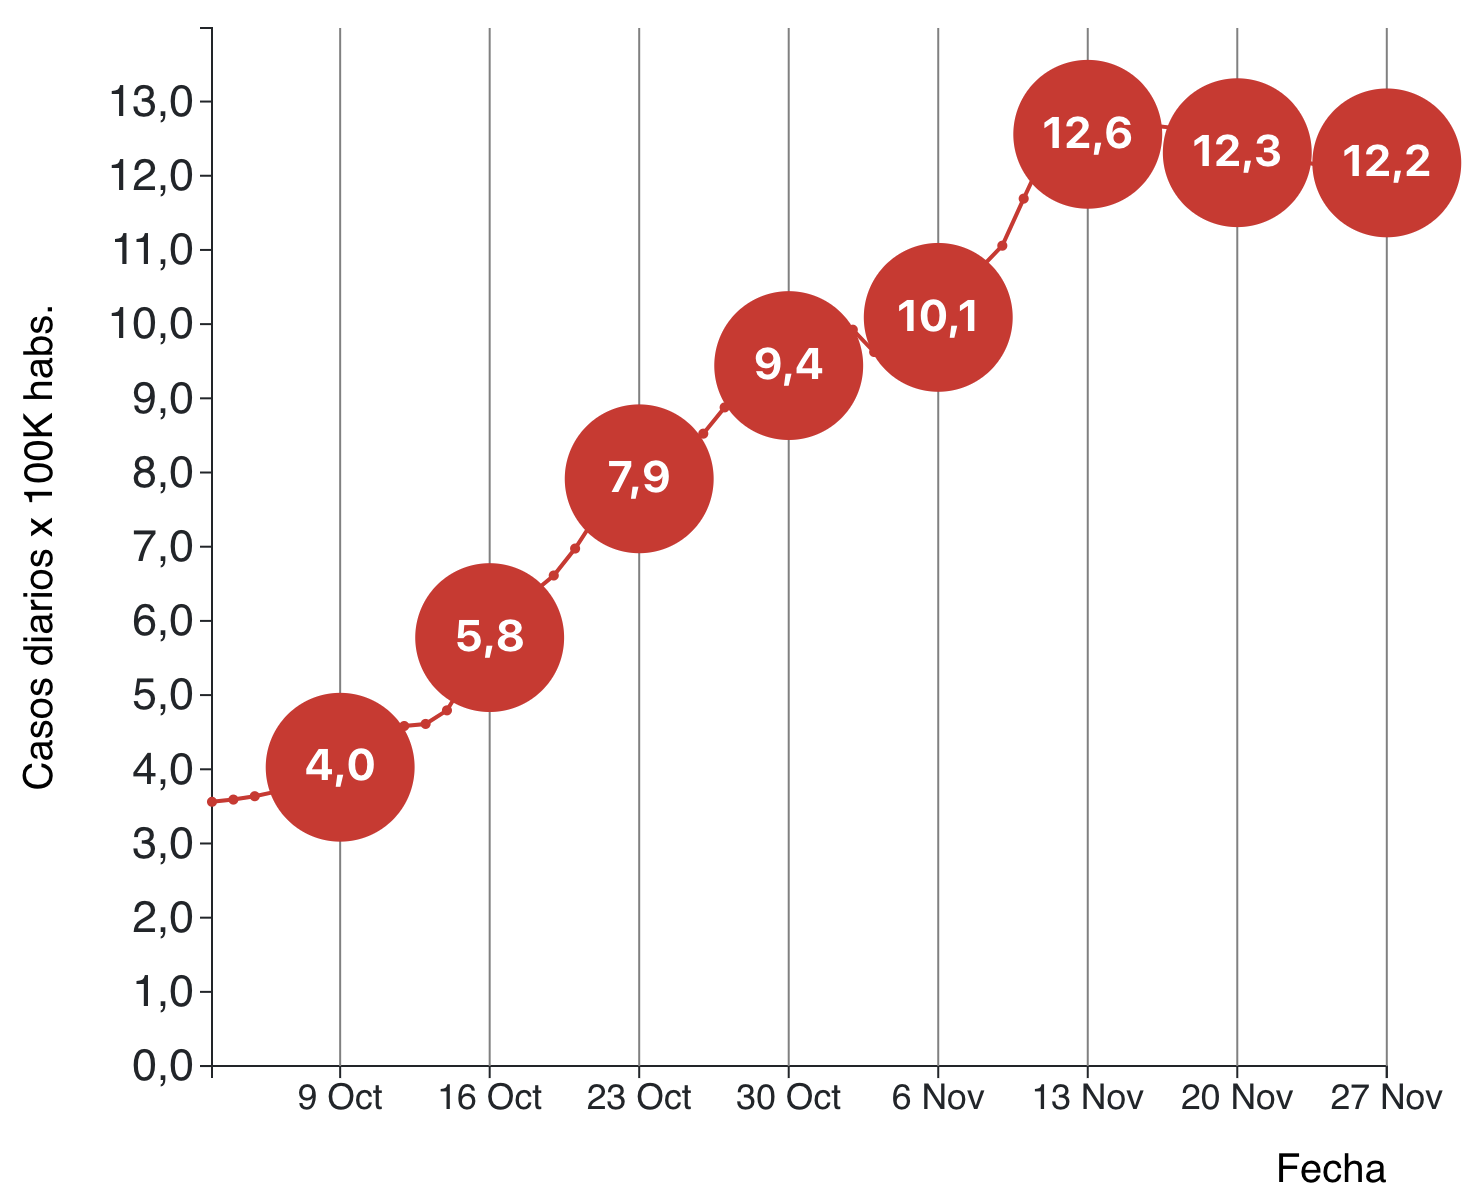 Casos diarios x 100K habs.
13,0
12,0
11,0
10,0
9,0
8,0
7,0
6,0
5,0
4,0
3,0
2,0
1,0
0,0
4,0
5,8
7,9
9,4
10,1
12,6
12,3
12,2
9 Oct
16 Oct
23 Oct
30 Oct
6 Nov
13 Nov
20 Nov
27 Nov
Fecha